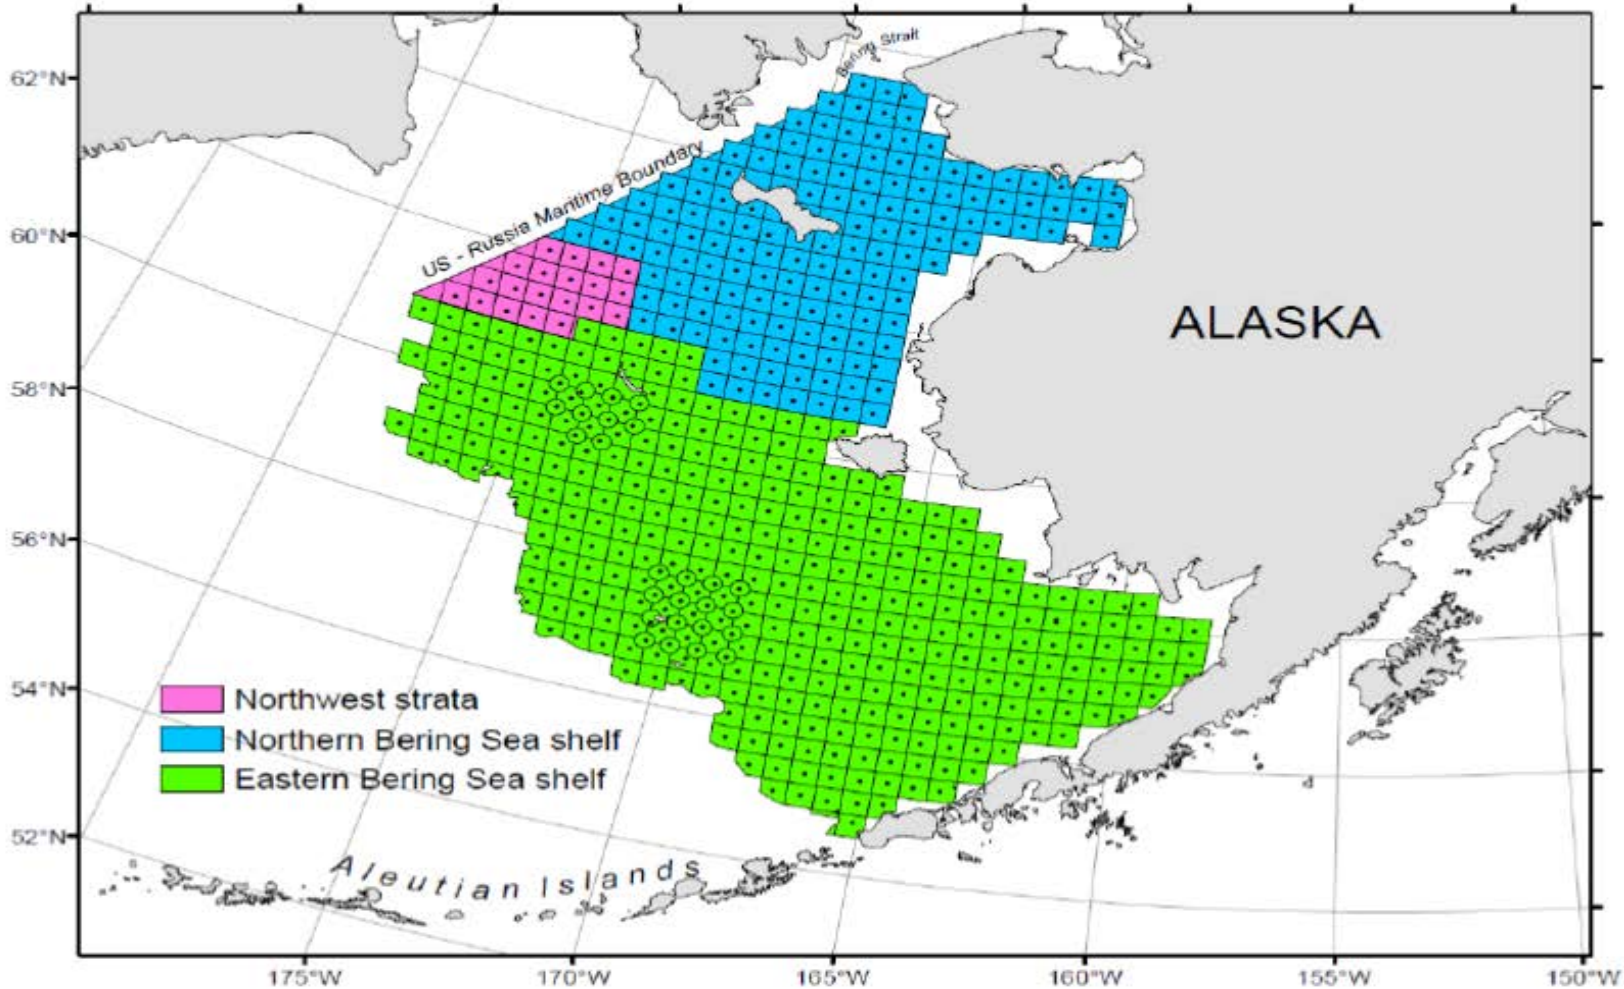 Bering Strait
62°N
US - Russia Maritime Boundary
60°N
ALASKA
58°N
56°N
54°N
Northwest strata
Northern Bering Sea shelf
Eastern Bering Sea shelf
52°N
Aleutian Islands
175°W
170°W
165°W
160°W
155°W
150°W